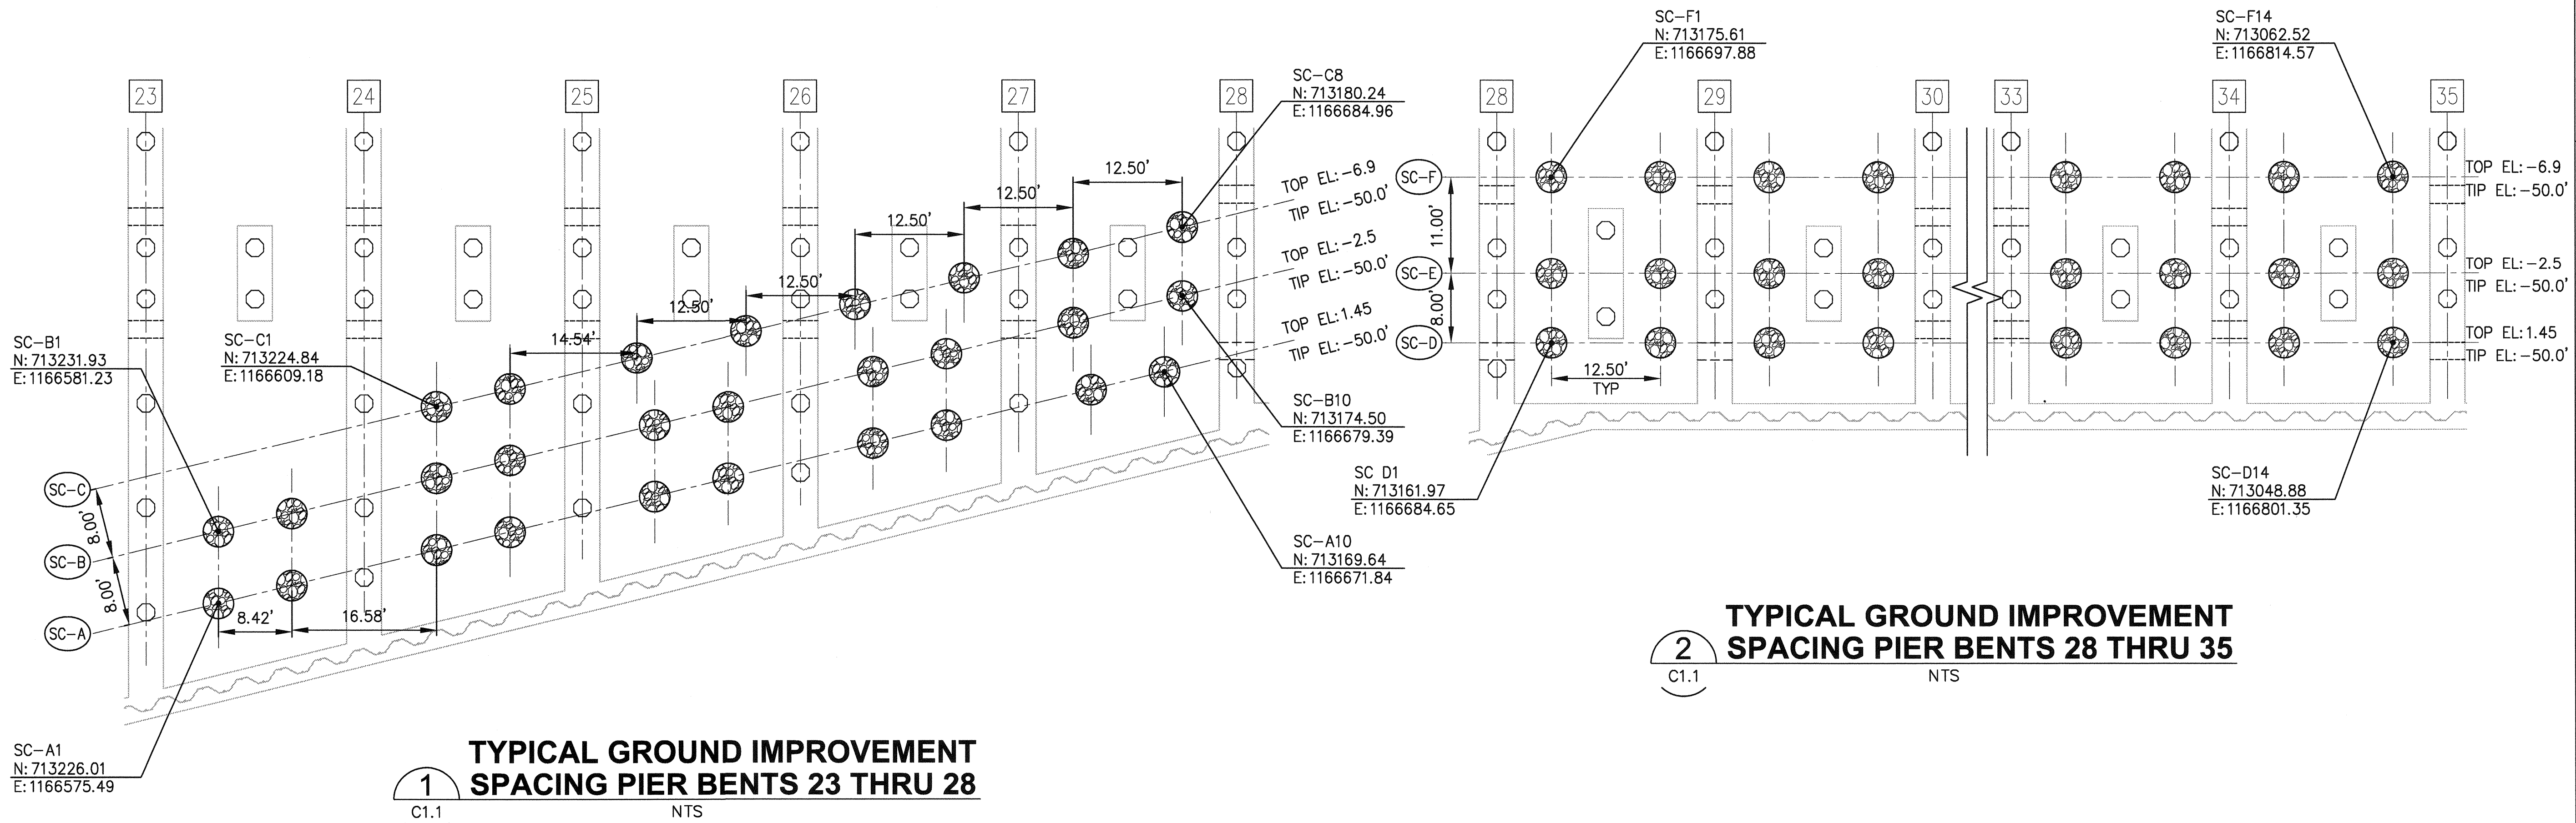 23
24
25
26
27
28
SC-C8
N: 713180.24
E: 1166684.96
12.50'
12.50'
12.50'
12.50'
12.50'
14.54'
TOP EL:-6.9
TIP EL:-50.0'
TOP EL:-2.5
TIP EL:-50.0'
TOP EL:1.45
TIP EL:-50.0'
SC-B1
N: 713231.93
E: 1166581.23
SC-C1
N: 713224.84
E: 1166609.18
SC-B10
N: 713174.50
E: 1166679.39
SC-A10
N: 713169.64
E: 1166671.84
SC-C
8.00'
SC-B
8.00'
SC-A
8.42'
16.58'
SC-A1
N: 713226.01
E: 1166575.49
1
C1.1
TYPICAL GROUND IMPROVEMENT
SPACING PIER BENTS 23 THRU 28
NTS
SC-F1
N: 713175.61
E: 1166697.88
SC-F14
N: 713062.52
E: 1166814.57
28
29
30
33
34
35
SC-F
11.00'
SC-E
8.00'
SC-D
12.50'
TYP
TOP EL:-6.9
TIP EL:-50.0'
TOP EL:-2.5
TIP EL:-50.0'
TOP EL:1.45
TIP EL:-50.0'
SC D1
N: 713161.97
E: 1166684.65
SC-D14
N: 713048.88
E: 1166801.35
2
C1.1
TYPICAL GROUND IMPROVEMENT
SPACING PIER BENTS 28 THRU 35
NTS